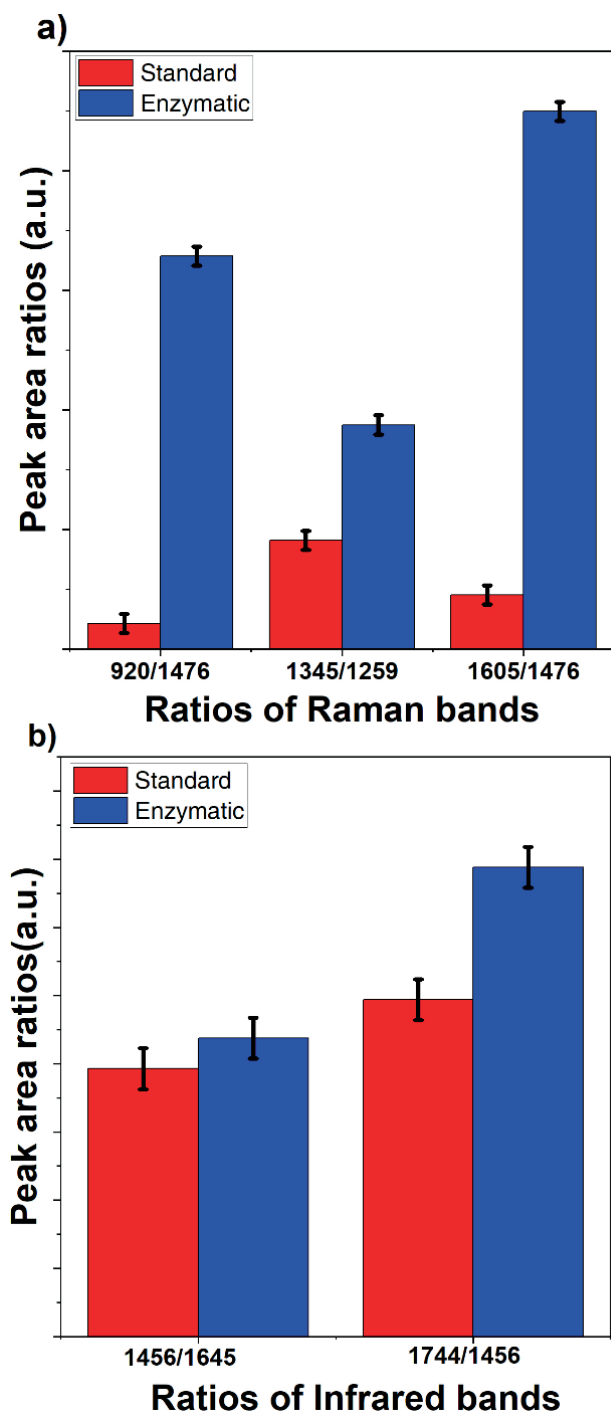 a)
Standard
Enzymatic
Peak area ratios (a.u.)
920/1476 1345/1259 1605/1476
Ratios of Raman bands
b)
Standard
Enzymatic
Peak area ratios(a.u.)
1456/1645 1744/1456
Ratios of Infrared bands